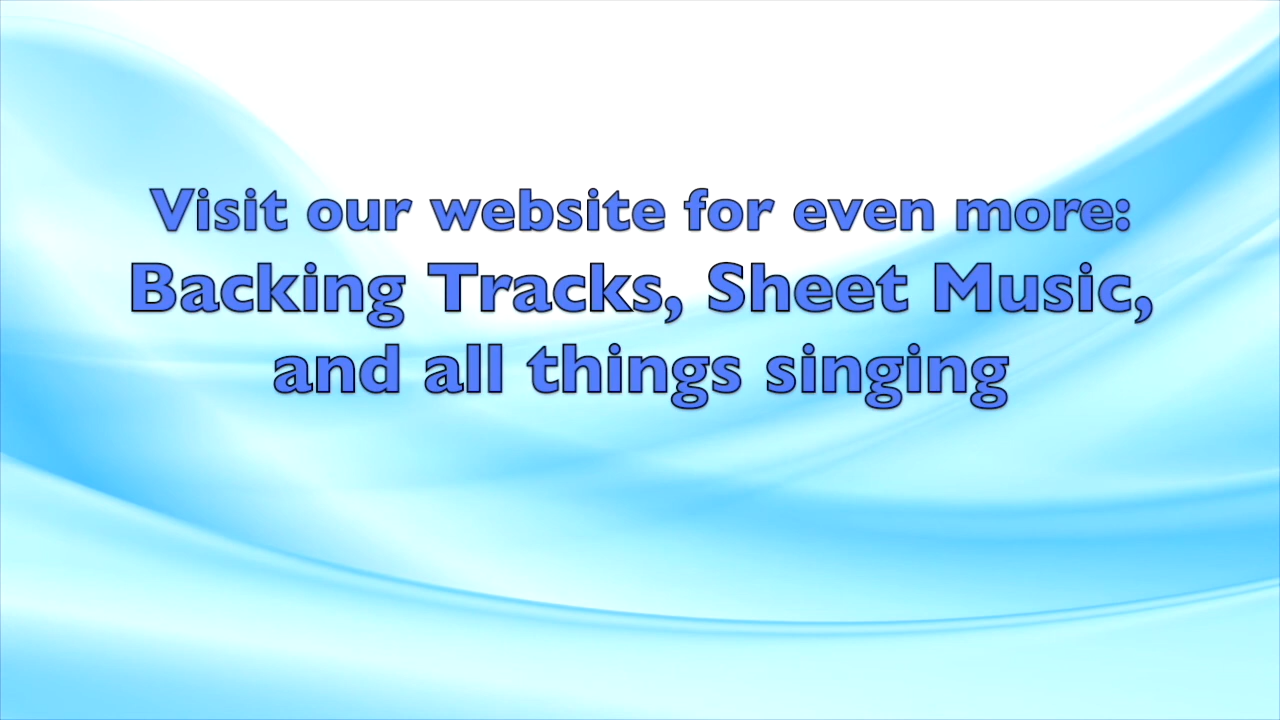 Visit our website for even more:
Backing Tracks, Sheet Music,
and all things singing